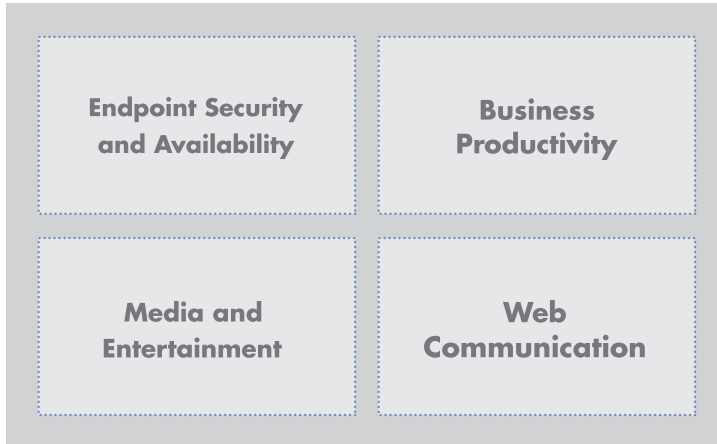 Endpoint Security
and Availability
Business
Productivity
Media and
Entertainment
Web
Communication